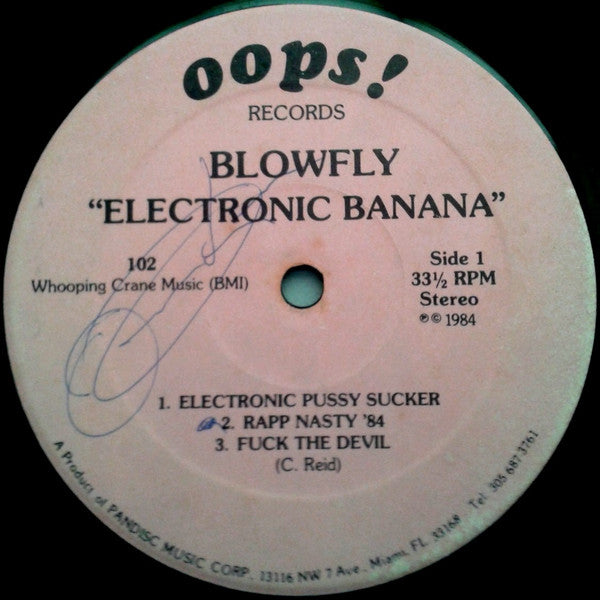 oops!
RECORDS
BLOWFLY
"ELECTRONIC BANANA"
102
Whooping Crane Music (BMI)
Side 1
33½ RPM
Stereo
℗© 1984
1. ELECTRONIC PUSSY SUCKER
2. RAPP NASTY '84
3. FUCK THE DEVIL
(C. Reid)
A Product of PANDISC MUSIC CORP. 13116 NW 7 Ave., Miami, FL 33168 Tel: 305 687 3761